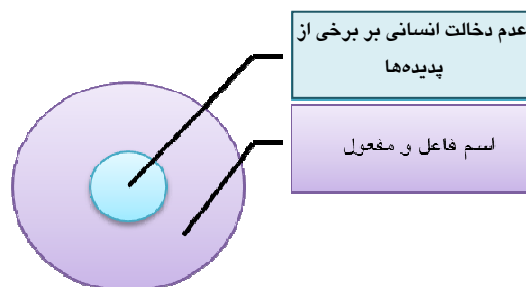 عدم دخالت انسانی بر برخی از
پدیده‌ها
اسم فاعل و مفعول